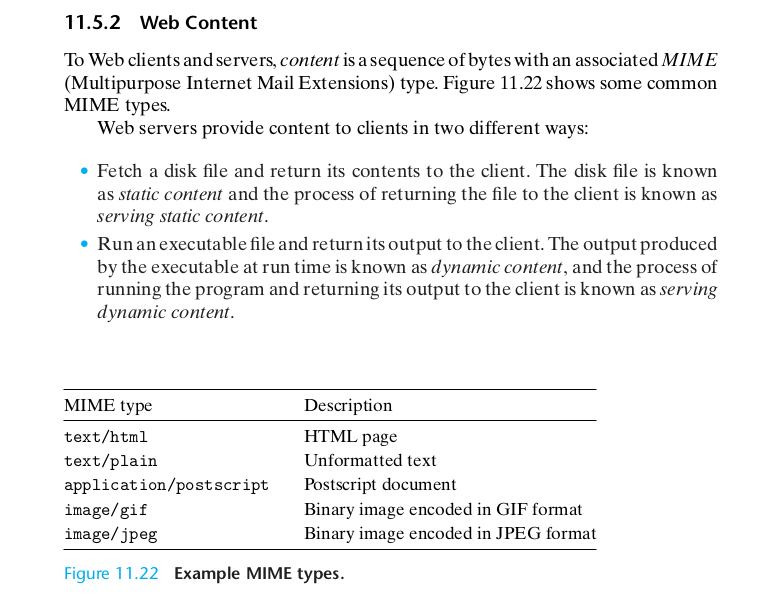 11.5.2 Web Content
To Web clients and servers, content is a sequence of bytes with an associated MIME
(Multipurpose Internet Mail Extensions) type. Figure 11.22 shows some common
MIME types.
Web servers provide content to clients in two different ways:
• Fetch a disk file and return its contents to the client. The disk file is known
as static content and the process of returning the file to the client is known as
serving static content.
• Run an executable file and return its output to the client. The output produced
by the executable at run time is known as dynamic content, and the process of
running the program and returning its output to the client is known as serving
dynamic content.
MIME type Description
text/html HTML page
text/plain Unformatted text
application/postscript Postscript document
image/gif Binary image encoded in GIF format
image/jpeg Binary image encoded in JPEG format
Figure 11.22 Example MIME types.